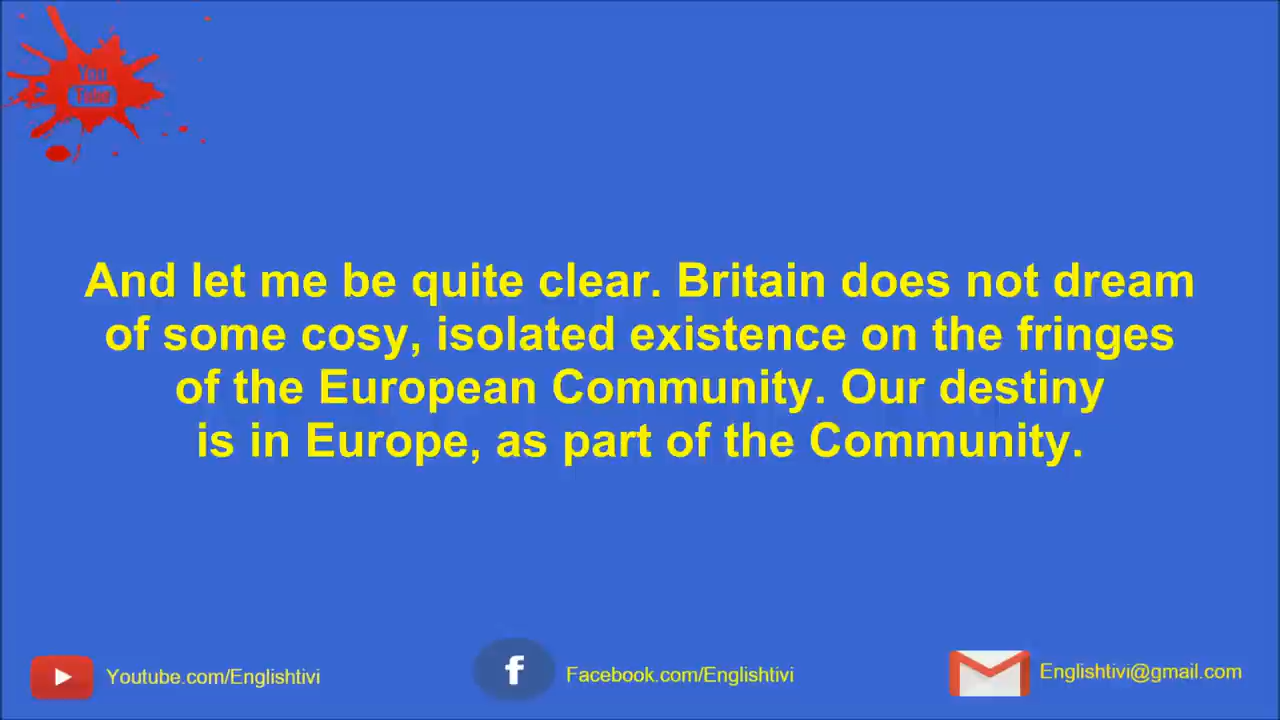 You
Tube
And let me be quite clear. Britain does not dream
of some cosy, isolated existence on the fringes
of the European Community. Our destiny
is in Europe, as part of the Community.
Youtube.com/Englishtivi
f
Facebook.com/Englishtivi
Englishtivi@gmail.com